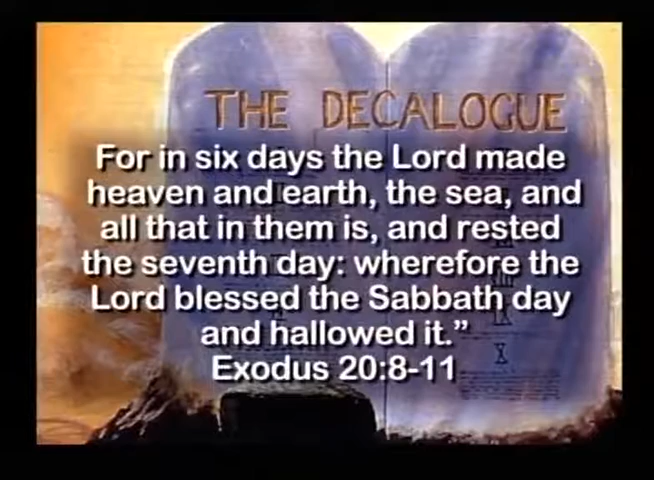 THE DECALOGUE
For in six days the Lord made
heaven and earth, the sea, and
all that in them is, and rested
the seventh day: wherefore the
Lord blessed the Sabbath day
and hallowed it.”
Exodus 20:8-11
IX
X